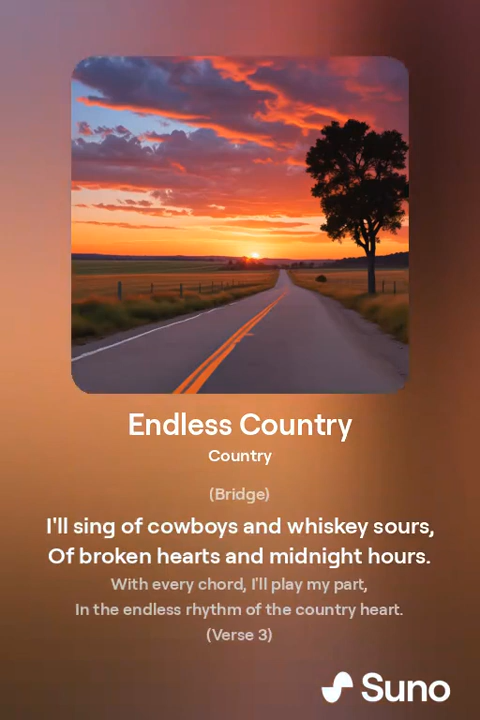 Endless Country
Country
(Bridge)
I'll sing of cowboys and whiskey sours,
Of broken hearts and midnight hours.
With every chord, I'll play my part,
In the endless rhythm of the country heart.
(Verse 3)
Suno